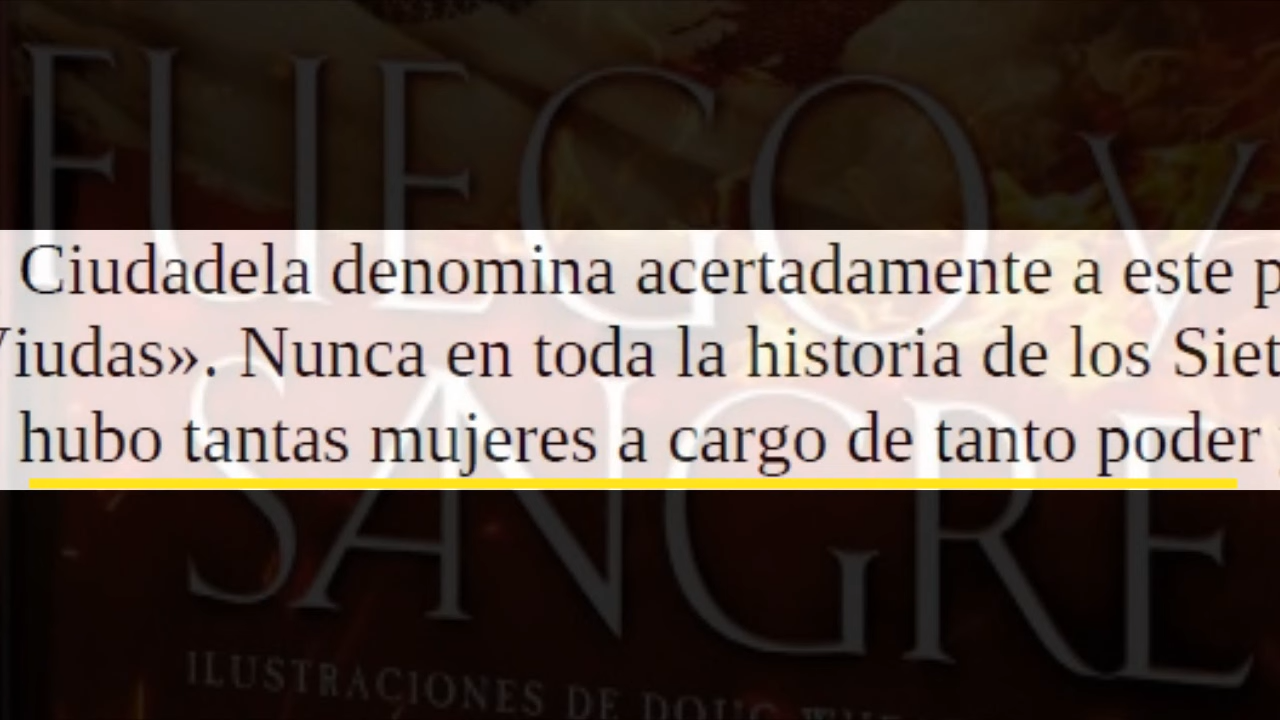 FUEGO Y
Ciudadela denomina acertadamente a este p
Viudas». Nunca en toda la historia de los Siet
hubo tantas mujeres a cargo de tanto poder
SANGRE
ILUSTRACIONES DE DOUG